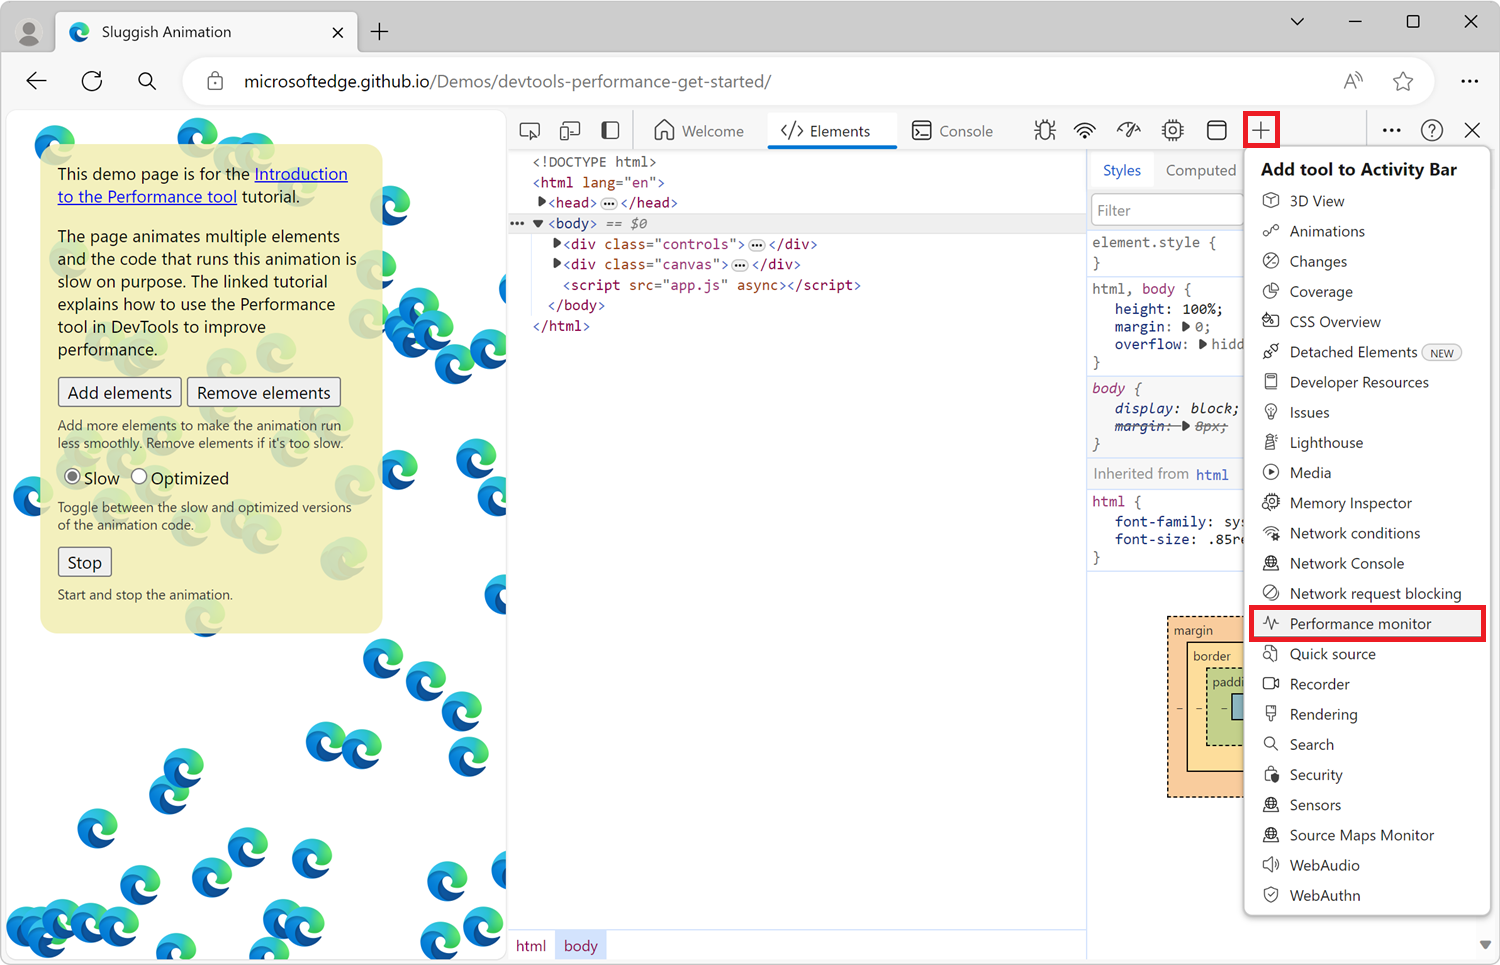 Sluggish Animation
microsoftedge.github.io/Demos/devtools-performance-get-started/
This demo page is for the Introduction
to the Performance tool tutorial.
The page animates multiple elements
and the code that runs this animation is
slow on purpose. The linked tutorial
explains how to use the Performance
tool in DevTools to improve
performance.
Add elements
Remove elements
Add more elements to make the animation run
less smoothly. Remove elements if it's too slow.
Slow Optimized
Toggle between the slow and optimized versions
of the animation code.
Stop
Start and stop the animation.
Welcome
</> Elements
Console
<!DOCTYPE html>
<html lang="en">
<head> ... </head>
... <body> == $0
<div class="controls"> ... </div>
<div class="canvas"> ... </div>
<script src="app.js" async></script>
</body>
</html>
html body
Styles Computed
Filter
element.style {
}
html, body {
height: 100%;
margin: 0;
overflow: hidd
}
body {
display: block;
margin: 8px;
}
Inherited from html
html {
font-family: sys
font-size: .85re
}
margin
border
paddi
– – –
Add tool to Activity Bar
3D View
Animations
Changes
Coverage
CSS Overview
Detached Elements NEW
Developer Resources
Issues
Lighthouse
Media
Memory Inspector
Network conditions
Network Console
Network request blocking
Performance monitor
Quick source
Recorder
Rendering
Search
Security
Sensors
Source Maps Monitor
WebAudio
WebAuthn